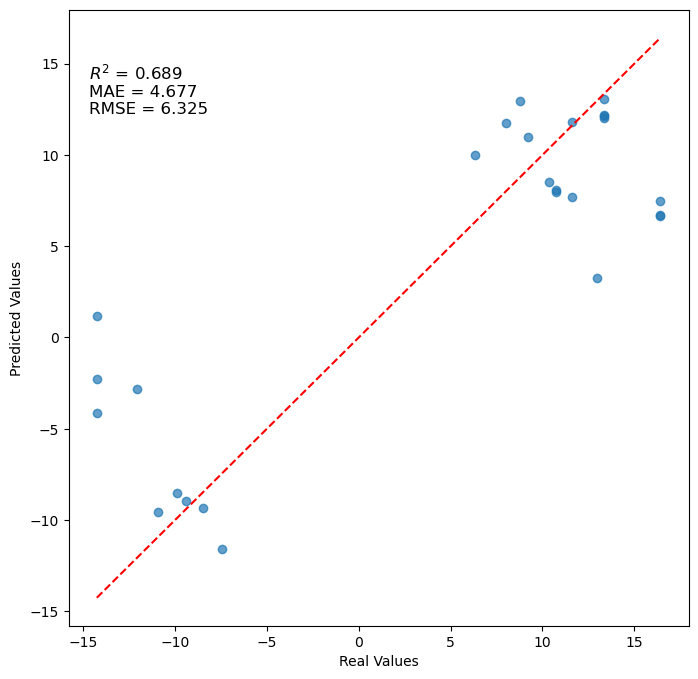 R² = 0.689
MAE = 4.677
RMSE = 6.325
15
10
5
0
−5
−10
−15
Predicted Values
−15 −10 −5 0 5 10 15
Real Values